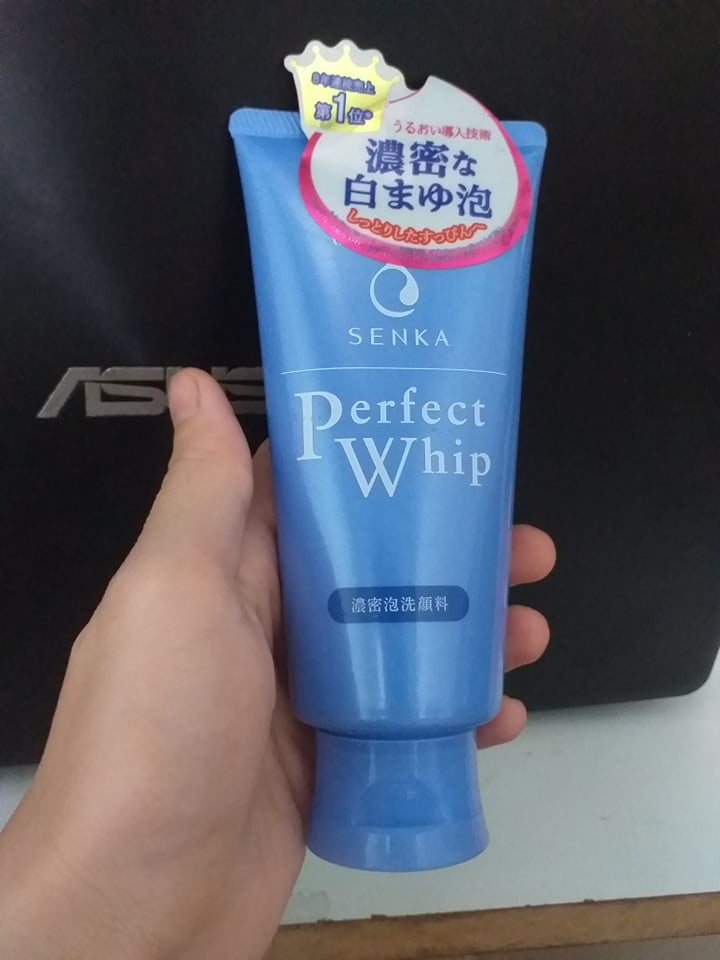 8年連続売上
第1位※
うるおい導入技術
濃密な
白まゆ泡
しっとりしたすっぴんへ
SENKA
Perfect
Whip
濃密泡洗顔料
ASUS